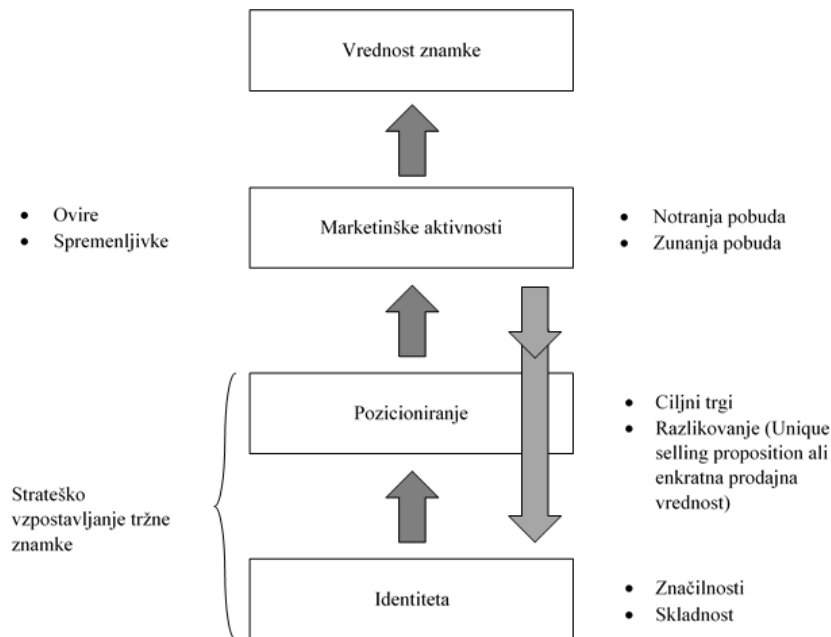 Vrednost znamke
• Ovire
• Spremenljivke
Marketinške aktivnosti
• Notranja pobuda
• Zunanja pobuda
Pozicioniranje
• Ciljni trgi
• Razlikovanje (Unique
selling proposition ali
enkratna prodajna
vrednost)
Strateško
vzpostavljanje tržne
znamke
Identiteta
• Značilnosti
• Skladnost